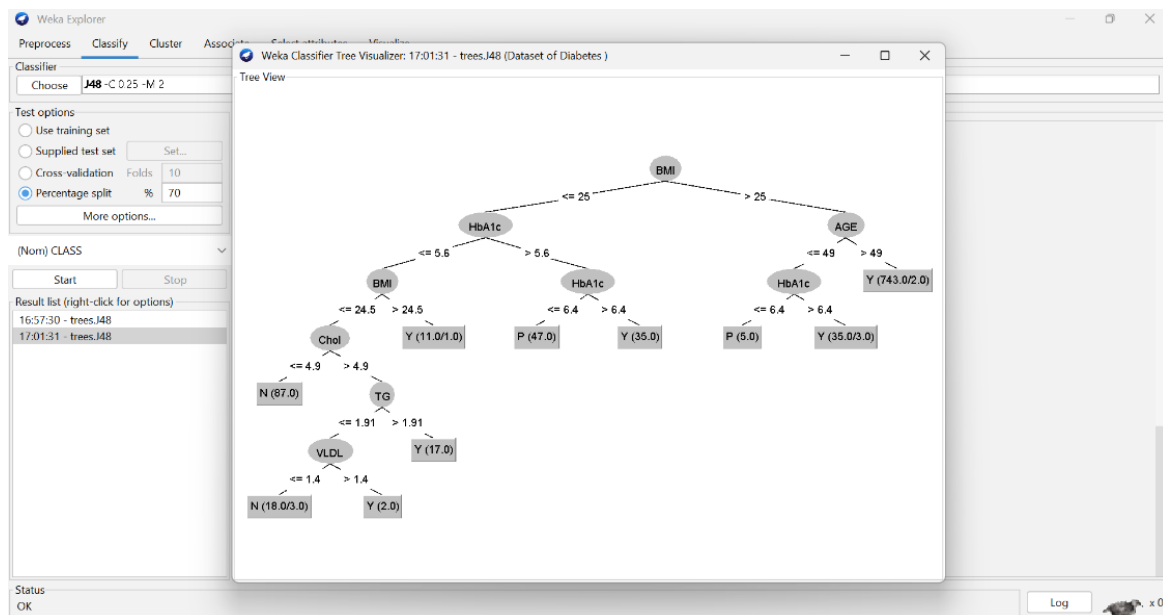 Weka Explorer
Preprocess Classify Cluster Associate Select attributes Visualize
Weka Classifier Tree Visualizer: 17:01:31 - trees.J48 (Dataset of Diabetes )
Classifier
Choose J48 -C 0.25 -M 2
Test options
Use training set
Supplied test set Set...
Cross-validation Folds 10
Percentage split % 70
More options...
(Nom) CLASS
Start Stop
Result list (right-click for options)
16:57:30 - trees.J48
17:01:31 - trees.J48
Tree View
BMI
<= 25 > 25
HbA1c AGE
<= 5.6 > 5.6 <= 49 > 49
BMI HbA1c HbA1c Y (743.0/2.0)
<= 24.5 > 24.5 <= 6.4 > 6.4 <= 6.4 > 6.4
Chol Y (11.0/1.0) P (47.0) Y (35.0) P (5.0) Y (35.0/3.0)
<= 4.9 > 4.9
N (87.0) TG
<= 1.91 > 1.91
VLDL Y (17.0)
<= 1.4 > 1.4
N (18.0/3.0) Y (2.0)
Status
OK
Log x 0